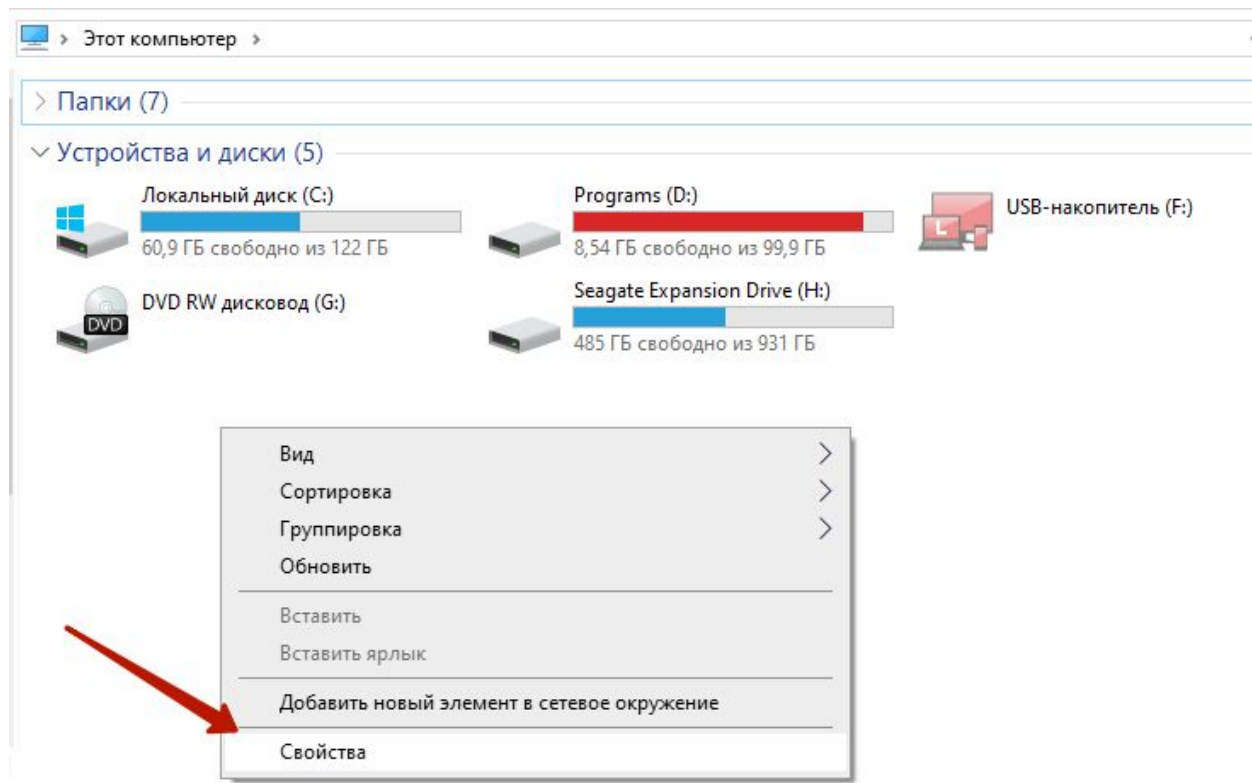 Этот компьютер
Папки (7)
Устройства и диски (5)
Локальный диск (C:)
60,9 ГБ свободно из 122 ГБ
Programs (D:)
8,54 ГБ свободно из 99,9 ГБ
USB-накопитель (F:)
L
DVD RW дисковод (G:)
DVD
Seagate Expansion Drive (H:)
485 ГБ свободно из 931 ГБ
Вид
Сортировка
Группировка
Обновить
Вставить
Вставить ярлык
Добавить новый элемент в сетевое окружение
Свойства